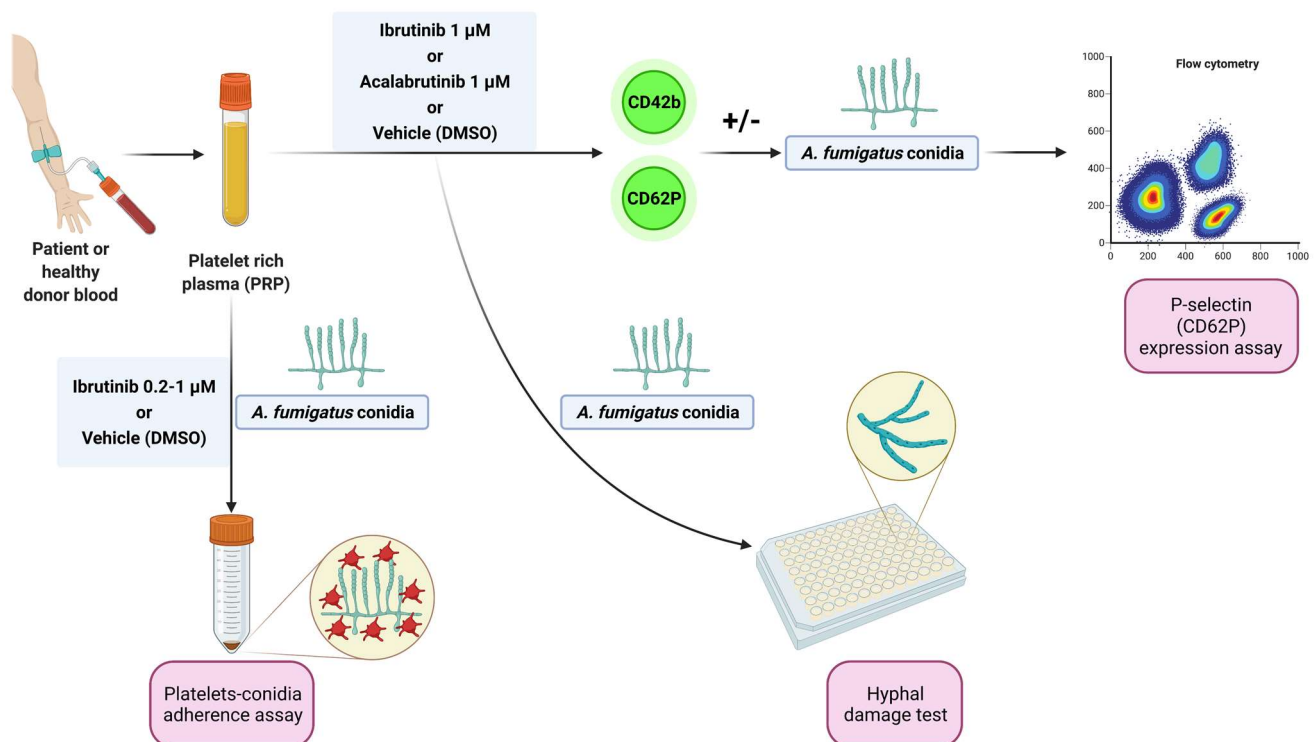 Patient or
healthy
donor blood
Platelet rich
plasma (PRP)
Ibrutinib 1 µM
or
Acalabrutinib 1 µM
or
Vehicle (DMSO)
CD42b
CD62P
+/-
A. fumigatus conidia
Flow cytometry
1000
800
600
400
200
0
0
200
400
600
800
1000
P-selectin
(CD62P)
expression assay
Ibrutinib 0.2-1 µM
or
Vehicle (DMSO)
A. fumigatus conidia
A. fumigatus conidia
Platelets-conidia
adherence assay
Hyphal
damage test